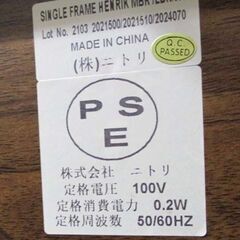 SINGLE FRAME HENRIK
Lot No. 2103 2021500/2021510/2024070
MADE IN CHINA
Q.C.
PASSED
(株)ニトリ
P S
E
株式会社 ニトリ
定格電圧 100V
定格消費電力 0.2W
定格周波数 50/60HZ